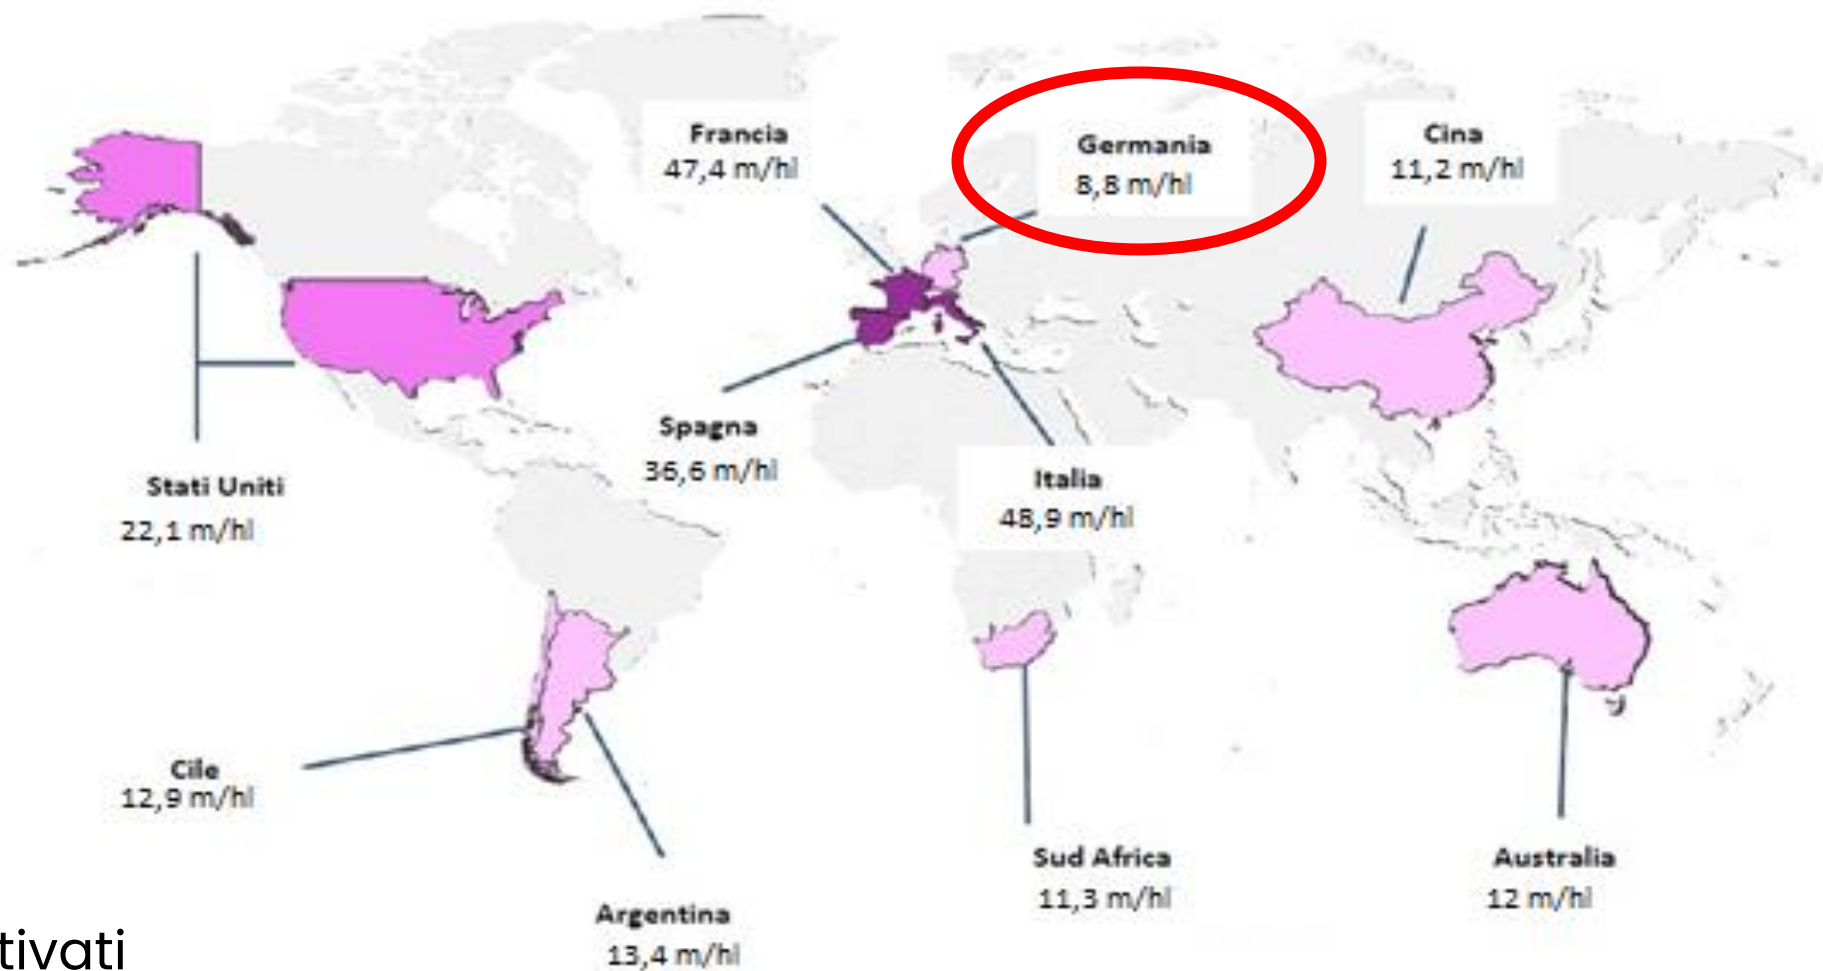 Francia
47,4 m/hl
Germania
8,8 m/hl
Cina
11,2 m/hl
Spagna
36,6 m/hl
Italia
48,9 m/hl
Stati Uniti
22,1 m/hl
Cile
12,9 m/hl
Argentina
13,4 m/hl
Sud Africa
11,3 m/hl
Australia
12 m/hl
tivati